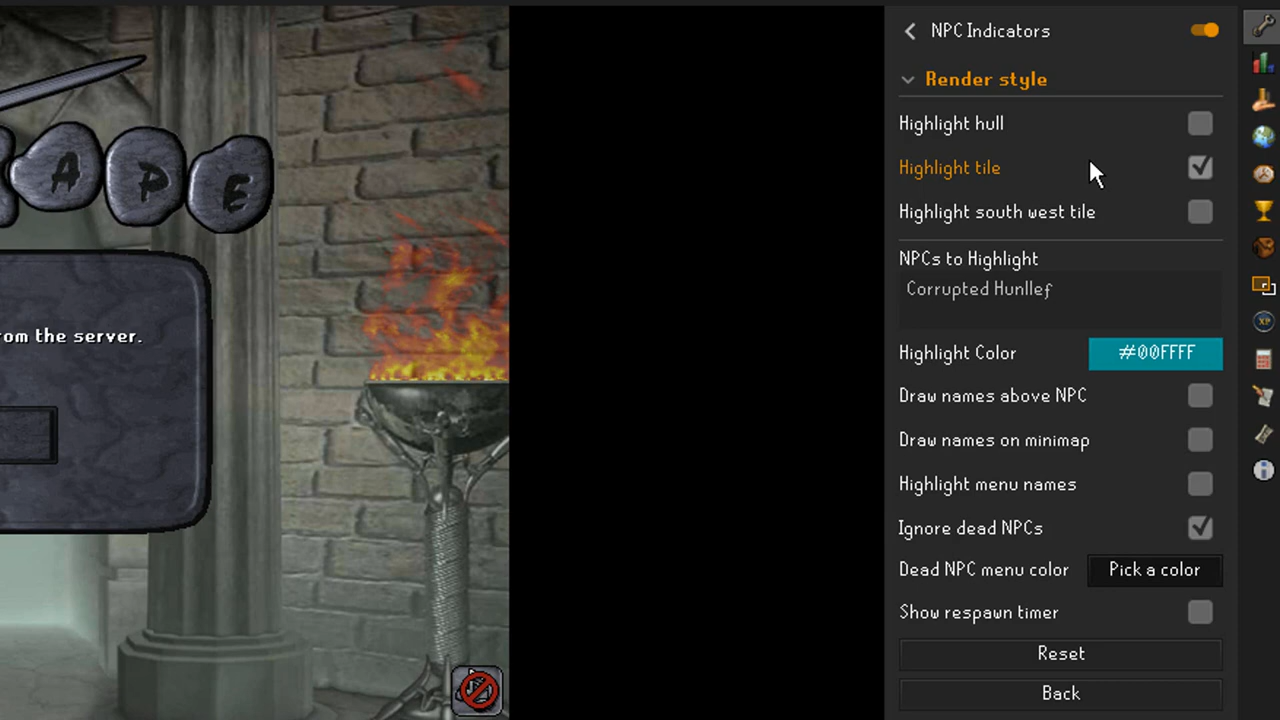 NPC Indicators
Render style
Highlight hull
Highlight tile
Highlight south west tile
NPCs to Highlight
Corrupted Hunllef
Highlight Color #00FFFF
Draw names above NPC
Draw names on minimap
Highlight menu names
Ignore dead NPCs
Dead NPC menu color Pick a color
Show respawn timer
Reset
Back
APE
om the server.
XP